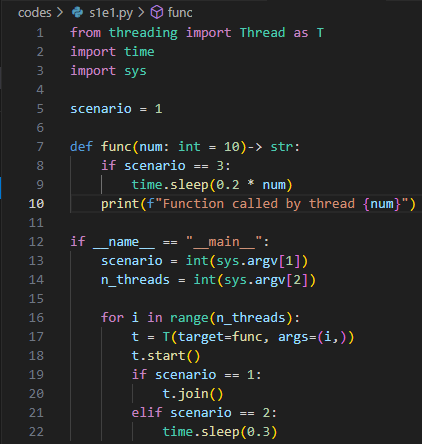 codes > s1e1.py > func
1 from threading import Thread as T
2 import time
3 import sys
4
5 scenario = 1
6
7 def func(num: int = 10)-> str:
8     if scenario == 3:
9         time.sleep(0.2 * num)
10     print(f"Function called by thread {num}")
11
12 if __name__ == "__main__":
13     scenario = int(sys.argv[1])
14     n_threads = int(sys.argv[2])
15
16     for i in range(n_threads):
17         t = T(target=func, args=(i,))
18         t.start()
19         if scenario == 1:
20             t.join()
21         elif scenario == 2:
22             time.sleep(0.3)